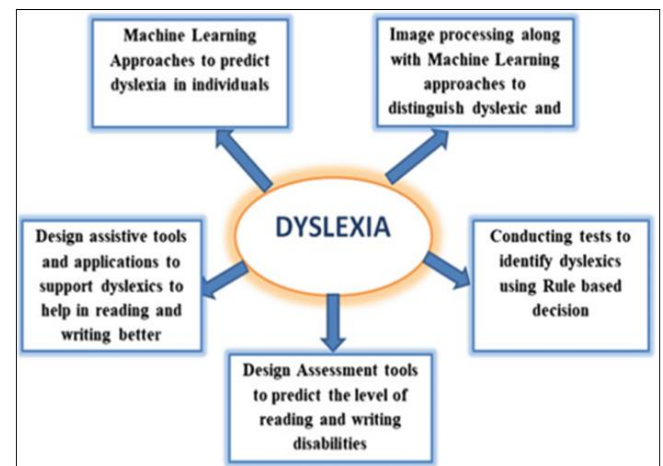 Machine Learning
Approaches to predict
dyslexia in individuals
Image processing along
with Machine Learning
approaches to
distinguish dyslexic and
DYSLEXIA
Design assistive tools
and applications to
support dyslexics to
help in reading and
writing better
Conducting tests to
identify dyslexics
using Rule based
decision
Design Assessment tools
to predict the level of
reading and writing
disabilities